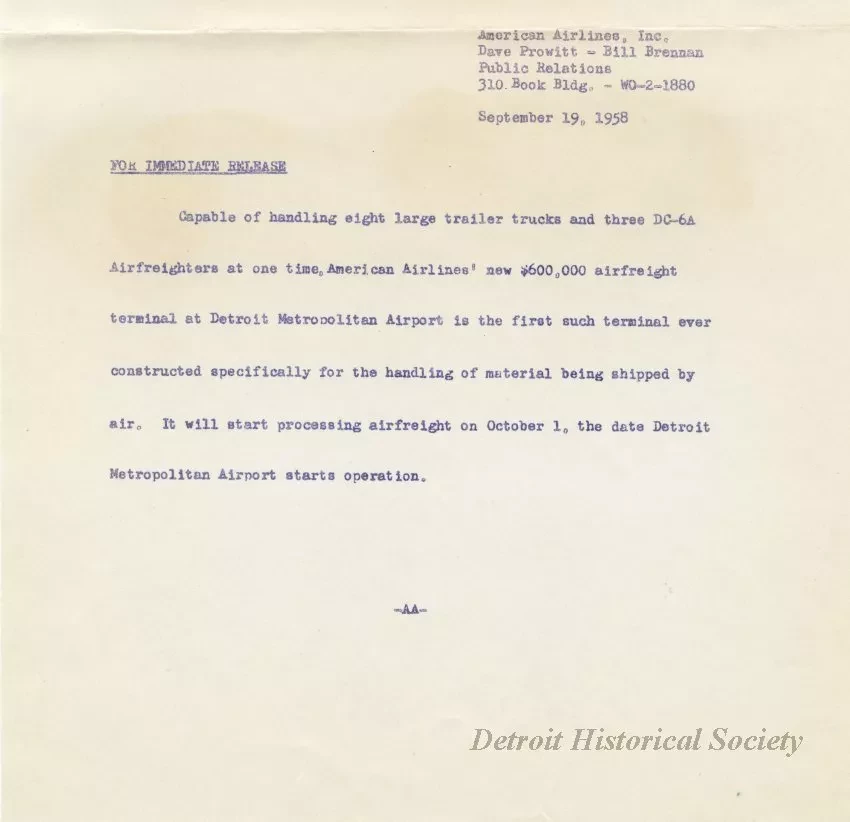 American Airlines, Inc.
Dave Prowitt - Bill Brennan
Public Relations
310 Book Bldg. - WO-2-1880
September 19, 1958
FOR IMMEDIATE RELEASE
Capable of handling eight large trailer trucks and three DC-6A
Airfreighters at one time, American Airlines' new $600,000 airfreight
terminal at Detroit Metropolitan Airport is the first such terminal ever
constructed specifically for the handling of material being shipped by
air. It will start processing airfreight on October 1, the date Detroit
Metropolitan Airport starts operation.
-AA-
Detroit Historical Society